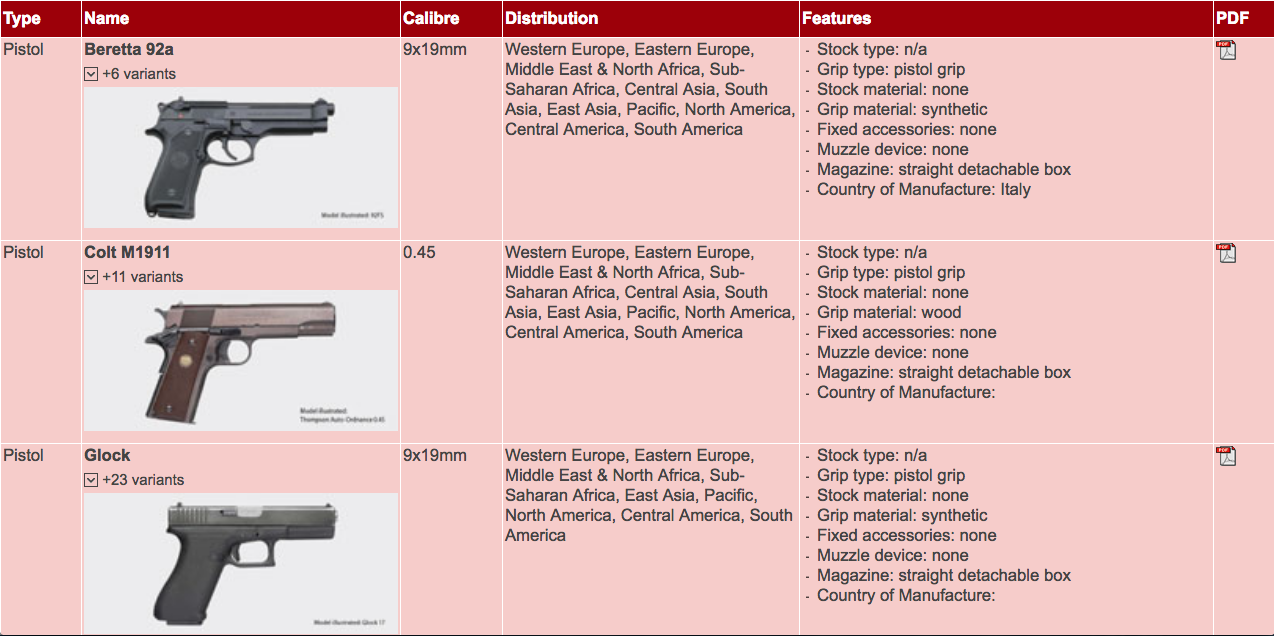 Type Name Calibre Distribution Features PDF
Pistol
Beretta 92a
+6 variants
Model illustrated: 92FS
9x19mm
Western Europe, Eastern Europe,
Middle East & North Africa, Sub-
Saharan Africa, Central Asia, South
Asia, East Asia, Pacific, North America,
Central America, South America
- Stock type: n/a
- Grip type: pistol grip
- Stock material: none
- Grip material: synthetic
- Fixed accessories: none
- Muzzle device: none
- Magazine: straight detachable box
- Country of Manufacture: Italy
PDF
Pistol
Colt M1911
+11 variants
Model illustrated:
Thompson Auto-Ordnance 0.45
0.45
Western Europe, Eastern Europe,
Middle East & North Africa, Sub-
Saharan Africa, Central Asia, South
Asia, East Asia, Pacific, North America,
Central America, South America
- Stock type: n/a
- Grip type: pistol grip
- Stock material: none
- Grip material: wood
- Fixed accessories: none
- Muzzle device: none
- Magazine: straight detachable box
- Country of Manufacture:
PDF
Pistol
Glock
+23 variants
Model illustrated: Glock 17
9x19mm
Western Europe, Eastern Europe,
Middle East & North Africa, Sub-
Saharan Africa, East Asia, Pacific,
North America, Central America, South
America
- Stock type: n/a
- Grip type: pistol grip
- Stock material: none
- Grip material: synthetic
- Fixed accessories: none
- Muzzle device: none
- Magazine: straight detachable box
- Country of Manufacture:
PDF